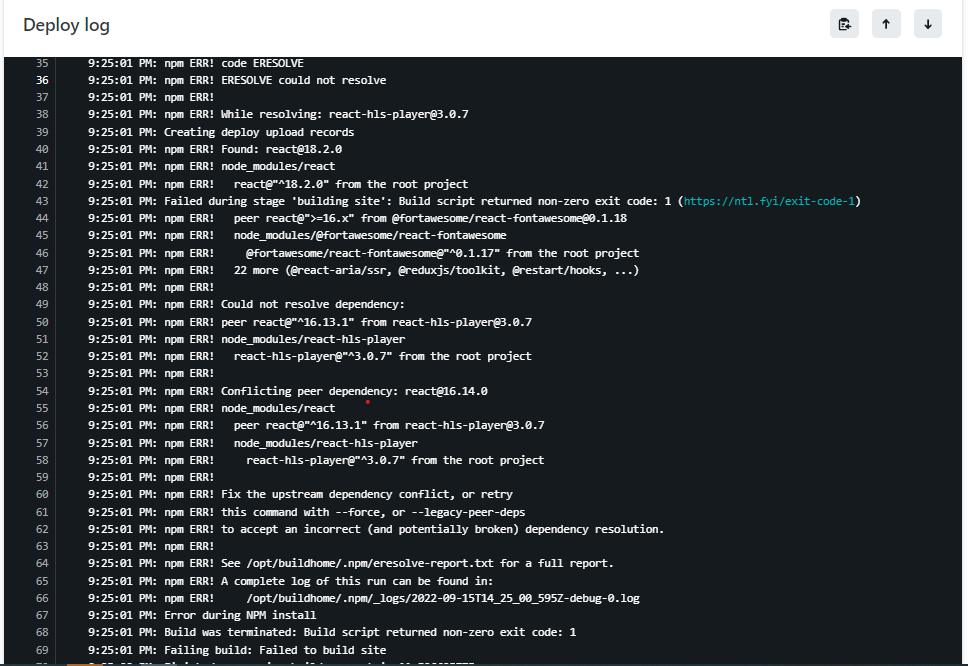 Deploy log
35 9:25:01 PM: npm ERR! code ERESOLVE
36 9:25:01 PM: npm ERR! ERESOLVE could not resolve
37 9:25:01 PM: npm ERR!
38 9:25:01 PM: npm ERR! While resolving: react-hls-player@3.0.7
39 9:25:01 PM: Creating deploy upload records
40 9:25:01 PM: npm ERR! Found: react@18.2.0
41 9:25:01 PM: npm ERR! node_modules/react
42 9:25:01 PM: npm ERR!   react@"^18.2.0" from the root project
43 9:25:01 PM: Failed during stage 'building site': Build script returned non-zero exit code: 1 (https://ntl.fyi/exit-code-1)
44 9:25:01 PM: npm ERR!   peer react@">=16.x" from @fortawesome/react-fontawesome@0.1.18
45 9:25:01 PM: npm ERR!   node_modules/@fortawesome/react-fontawesome
46 9:25:01 PM: npm ERR!     @fortawesome/react-fontawesome@"^0.1.17" from the root project
47 9:25:01 PM: npm ERR!   22 more (@react-aria/ssr, @reduxjs/toolkit, @restart/hooks, ...)
48 9:25:01 PM: npm ERR!
49 9:25:01 PM: npm ERR! Could not resolve dependency:
50 9:25:01 PM: npm ERR! peer react@"^16.13.1" from react-hls-player@3.0.7
51 9:25:01 PM: npm ERR! node_modules/react-hls-player
52 9:25:01 PM: npm ERR!   react-hls-player@"^3.0.7" from the root project
53 9:25:01 PM: npm ERR!
54 9:25:01 PM: npm ERR! Conflicting peer dependency: react@16.14.0
55 9:25:01 PM: npm ERR! node_modules/react
56 9:25:01 PM: npm ERR!   peer react@"^16.13.1" from react-hls-player@3.0.7
57 9:25:01 PM: npm ERR!   node_modules/react-hls-player
58 9:25:01 PM: npm ERR!     react-hls-player@"^3.0.7" from the root project
59 9:25:01 PM: npm ERR!
60 9:25:01 PM: npm ERR! Fix the upstream dependency conflict, or retry
61 9:25:01 PM: npm ERR! this command with --force, or --legacy-peer-deps
62 9:25:01 PM: npm ERR! to accept an incorrect (and potentially broken) dependency resolution.
63 9:25:01 PM: npm ERR!
64 9:25:01 PM: npm ERR! See /opt/buildhome/.npm/eresolve-report.txt for a full report.
65 9:25:01 PM: npm ERR! A complete log of this run can be found in:
66 9:25:01 PM: npm ERR!     /opt/buildhome/.npm/_logs/2022-09-15T14_25_00_595Z-debug-0.log
67 9:25:01 PM: Error during NPM install
68 9:25:01 PM: Build was terminated: Build script returned non-zero exit code: 1
69 9:25:01 PM: Failing build: Failed to build site